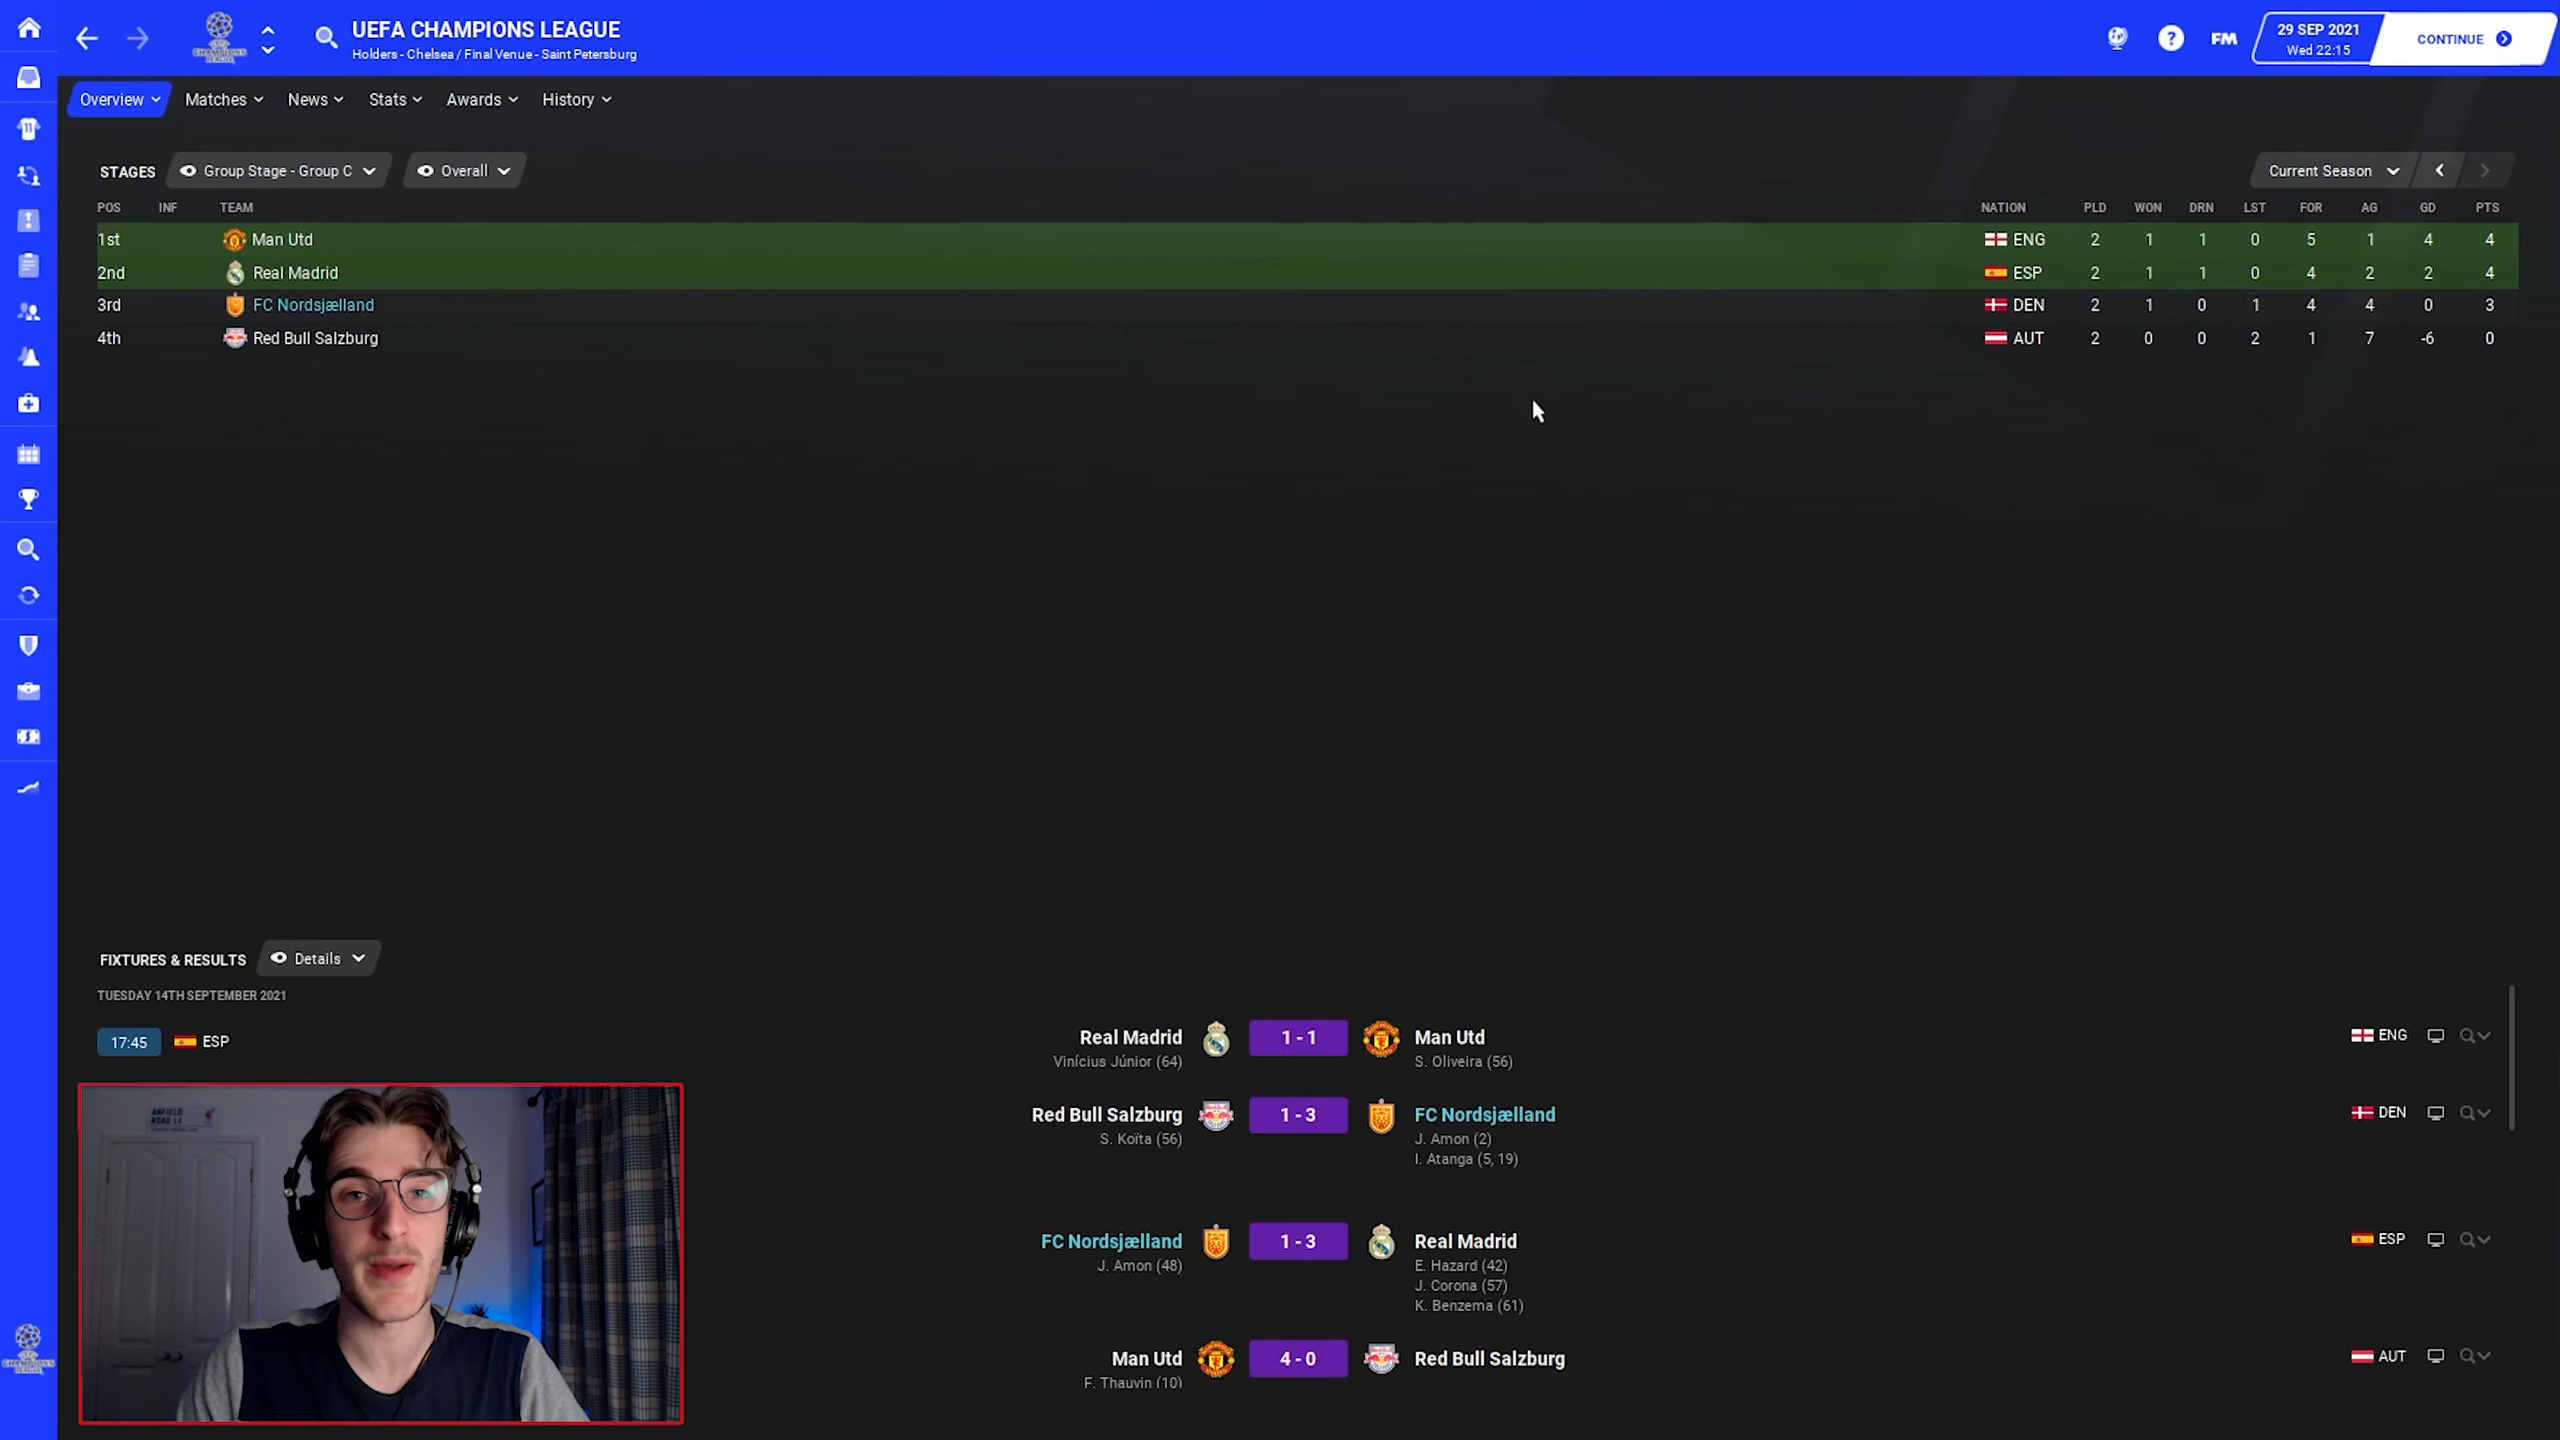 UEFA CHAMPIONS LEAGUE
Holders - Chelsea / Final Venue - Saint Petersburg
FM
29 SEP 2021
Wed 22:15
CONTINUE
Overview Matches News Stats Awards History
STAGES Group Stage - Group C Overall Current Season
POS INF TEAM NATION PLD WON DRN LST FOR AG GD PTS
1st Man Utd ENG 2 1 1 0 5 1 4 4
2nd Real Madrid ESP 2 1 1 0 4 2 2 4
3rd FC Nordsjælland DEN 2 1 0 1 4 4 0 3
4th Red Bull Salzburg AUT 2 0 0 2 1 7 -6 0
FIXTURES & RESULTS Details
TUESDAY 14TH SEPTEMBER 2021
17:45 ESP Real Madrid 1 - 1 Man Utd ENG
Vinícius Júnior (64) S. Oliveira (56)
Red Bull Salzburg 1 - 3 FC Nordsjælland DEN
S. Koïta (56) J. Amon (2)
I. Atanga (5, 19)
FC Nordsjælland 1 - 3 Real Madrid ESP
J. Amon (48) E. Hazard (42)
J. Corona (57)
K. Benzema (61)
Man Utd 4 - 0 Red Bull Salzburg AUT
F. Thauvin (10)
ANFIELD
ROAD L4
CHAMPIONS
LEAGUE